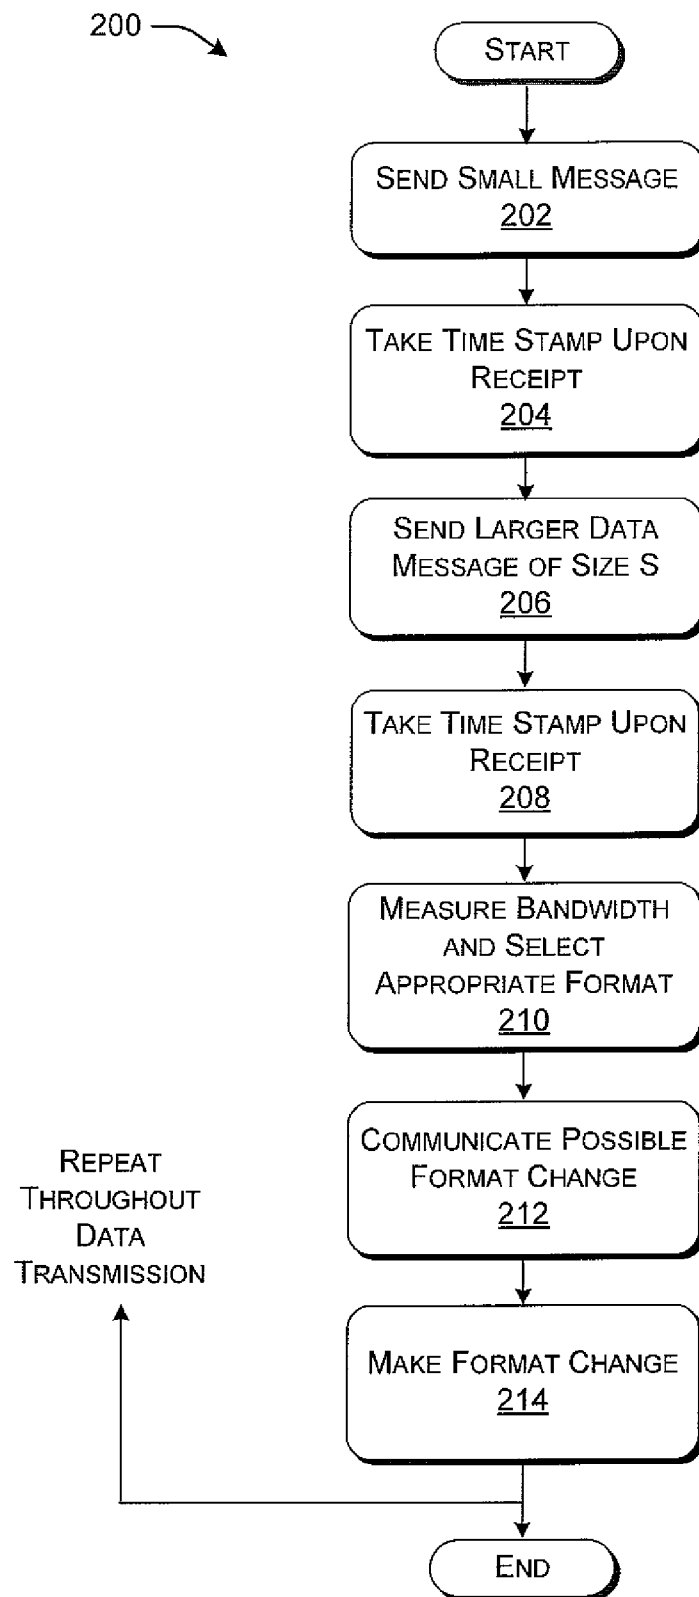 200
START
SEND SMALL MESSAGE
202
TAKE TIME STAMP UPON
RECEIPT
204
SEND LARGER DATA
MESSAGE OF SIZE S
206
TAKE TIME STAMP UPON
RECEIPT
208
MEASURE BANDWIDTH
AND SELECT
APPROPRIATE FORMAT
210
COMMUNICATE POSSIBLE
FORMAT CHANGE
212
REPEAT
THROUGHOUT
DATA
TRANSMISSION
MAKE FORMAT CHANGE
214
END